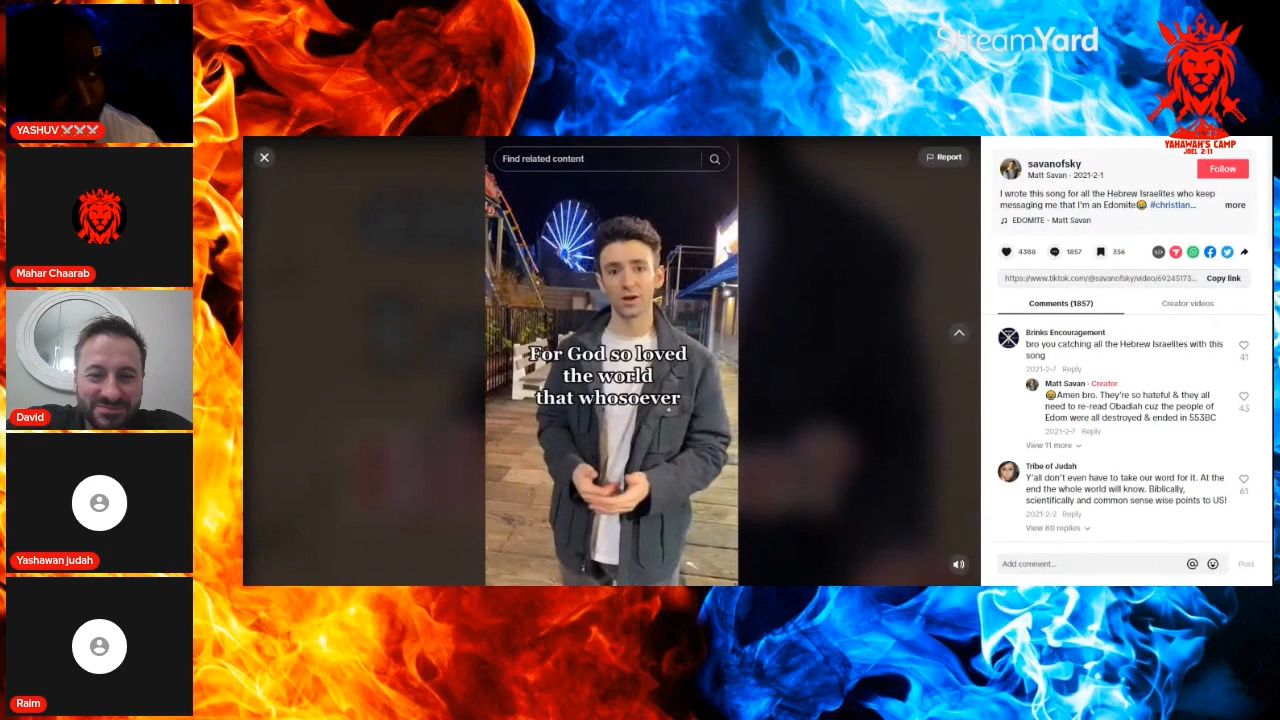 StreamYard
YAHAWAH'S CAMP
JOEL 2:11
YASHUV ⚔⚔⚔
Mahar Chaarab
David
Yashawan judah
Raim
Find related content
Report
For God so loved
the world
that whosoever
savanofsky
Matt Savan · 2021-2-1
Follow
I wrote this song for all the Hebrew Israelites who keep
messaging me that I'm an Edomite😂 #christian... more
♫ EDOMITE - Matt Savan
4388 1857 356
https://www.tiktok.com/@savanofsky/video/69245173... Copy link
Comments (1857) Creator videos
Brinks Encouragement
bro you catching all the Hebrew Israelites with this
song
41
2021-2-7 Reply
Matt Savan · Creator
😂Amen bro. They're so hateful & they all
need to re-read Obadiah cuz the people of
Edom were all destroyed & ended in 553BC
43
2021-2-7 Reply
View 11 more
Tribe of Judah
Y'all don't even have to take our word for it. At the
end the whole world will know. Biblically,
scientifically and common sense wise points to US!
61
2021-2-2 Reply
View 60 replies
Add comment... @ Post